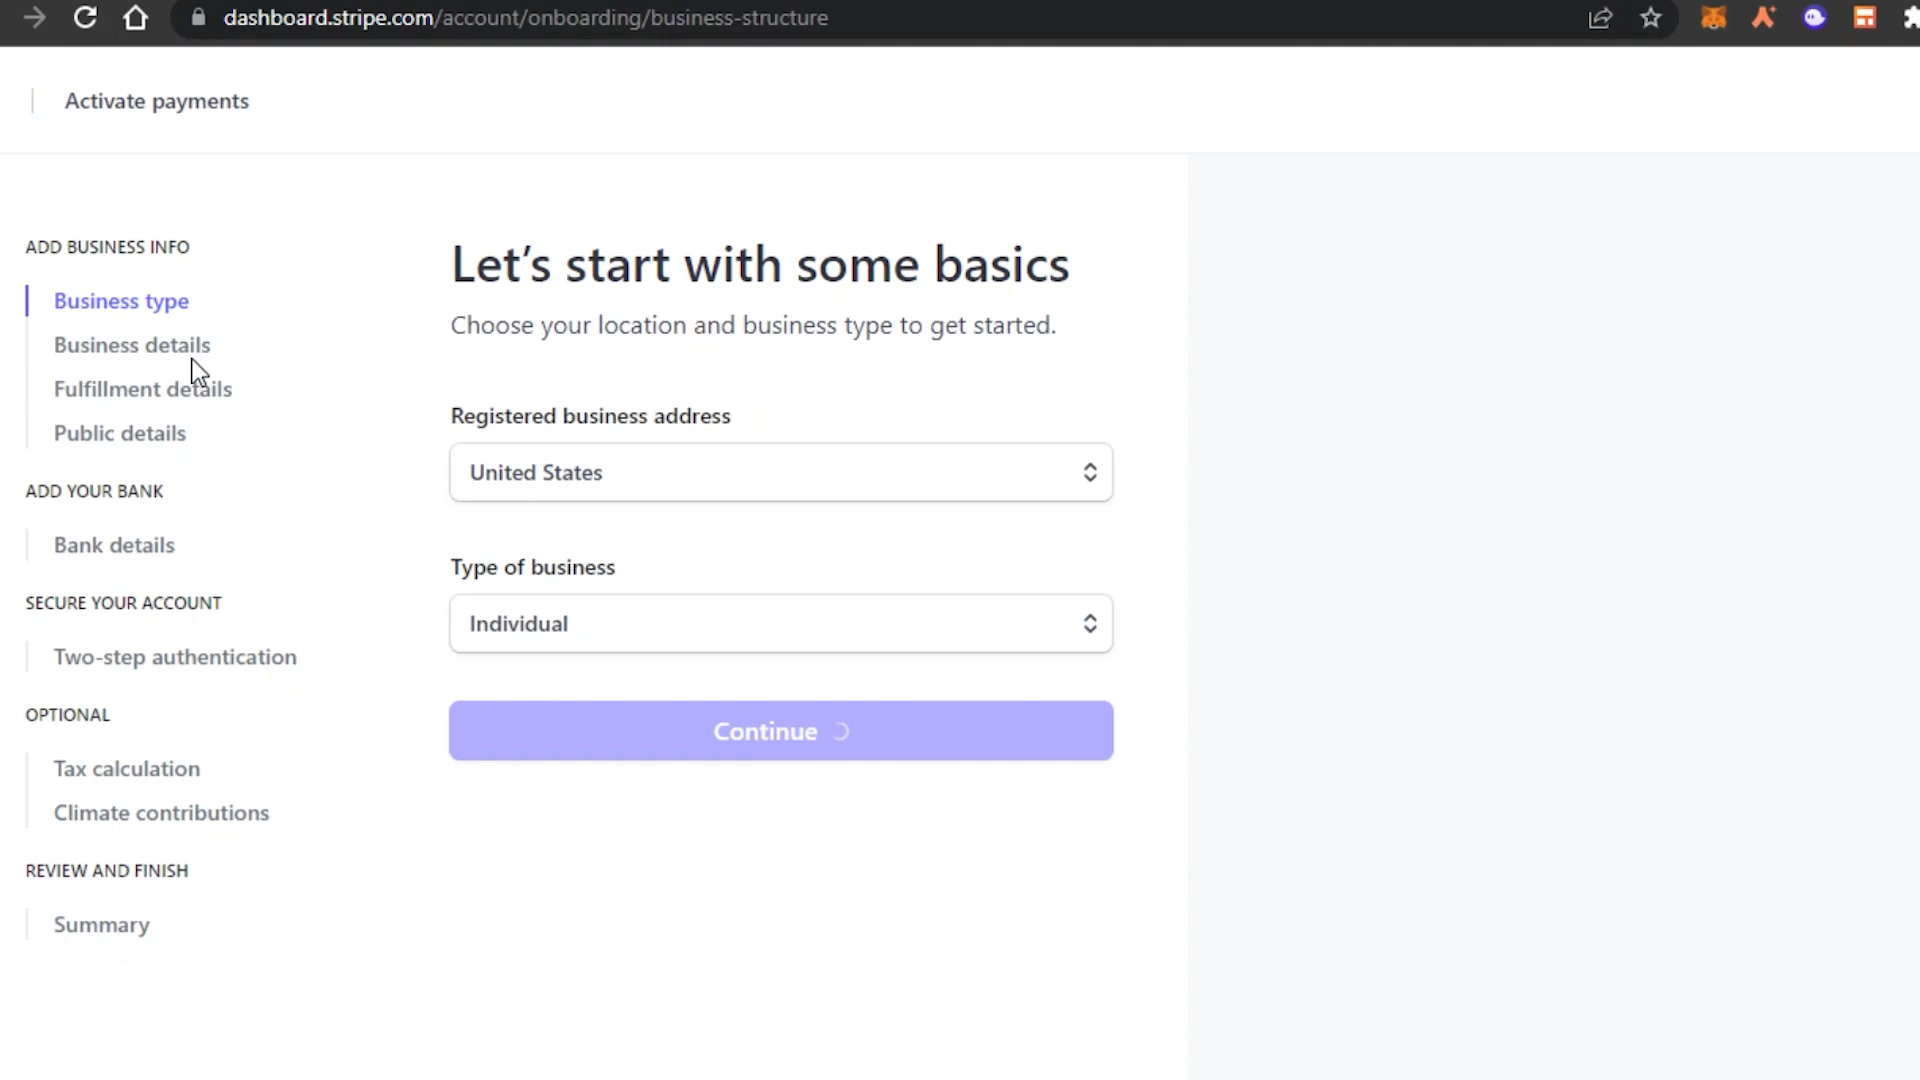 dashboard.stripe.com/account/onboarding/business-structure
Activate payments
ADD BUSINESS INFO
Business type
Business details
Fulfillment details
Public details
ADD YOUR BANK
Bank details
SECURE YOUR ACCOUNT
Two-step authentication
OPTIONAL
Tax calculation
Climate contributions
REVIEW AND FINISH
Summary
Let’s start with some basics
Choose your location and business type to get started.
Registered business address
United States
Type of business
Individual
Continue